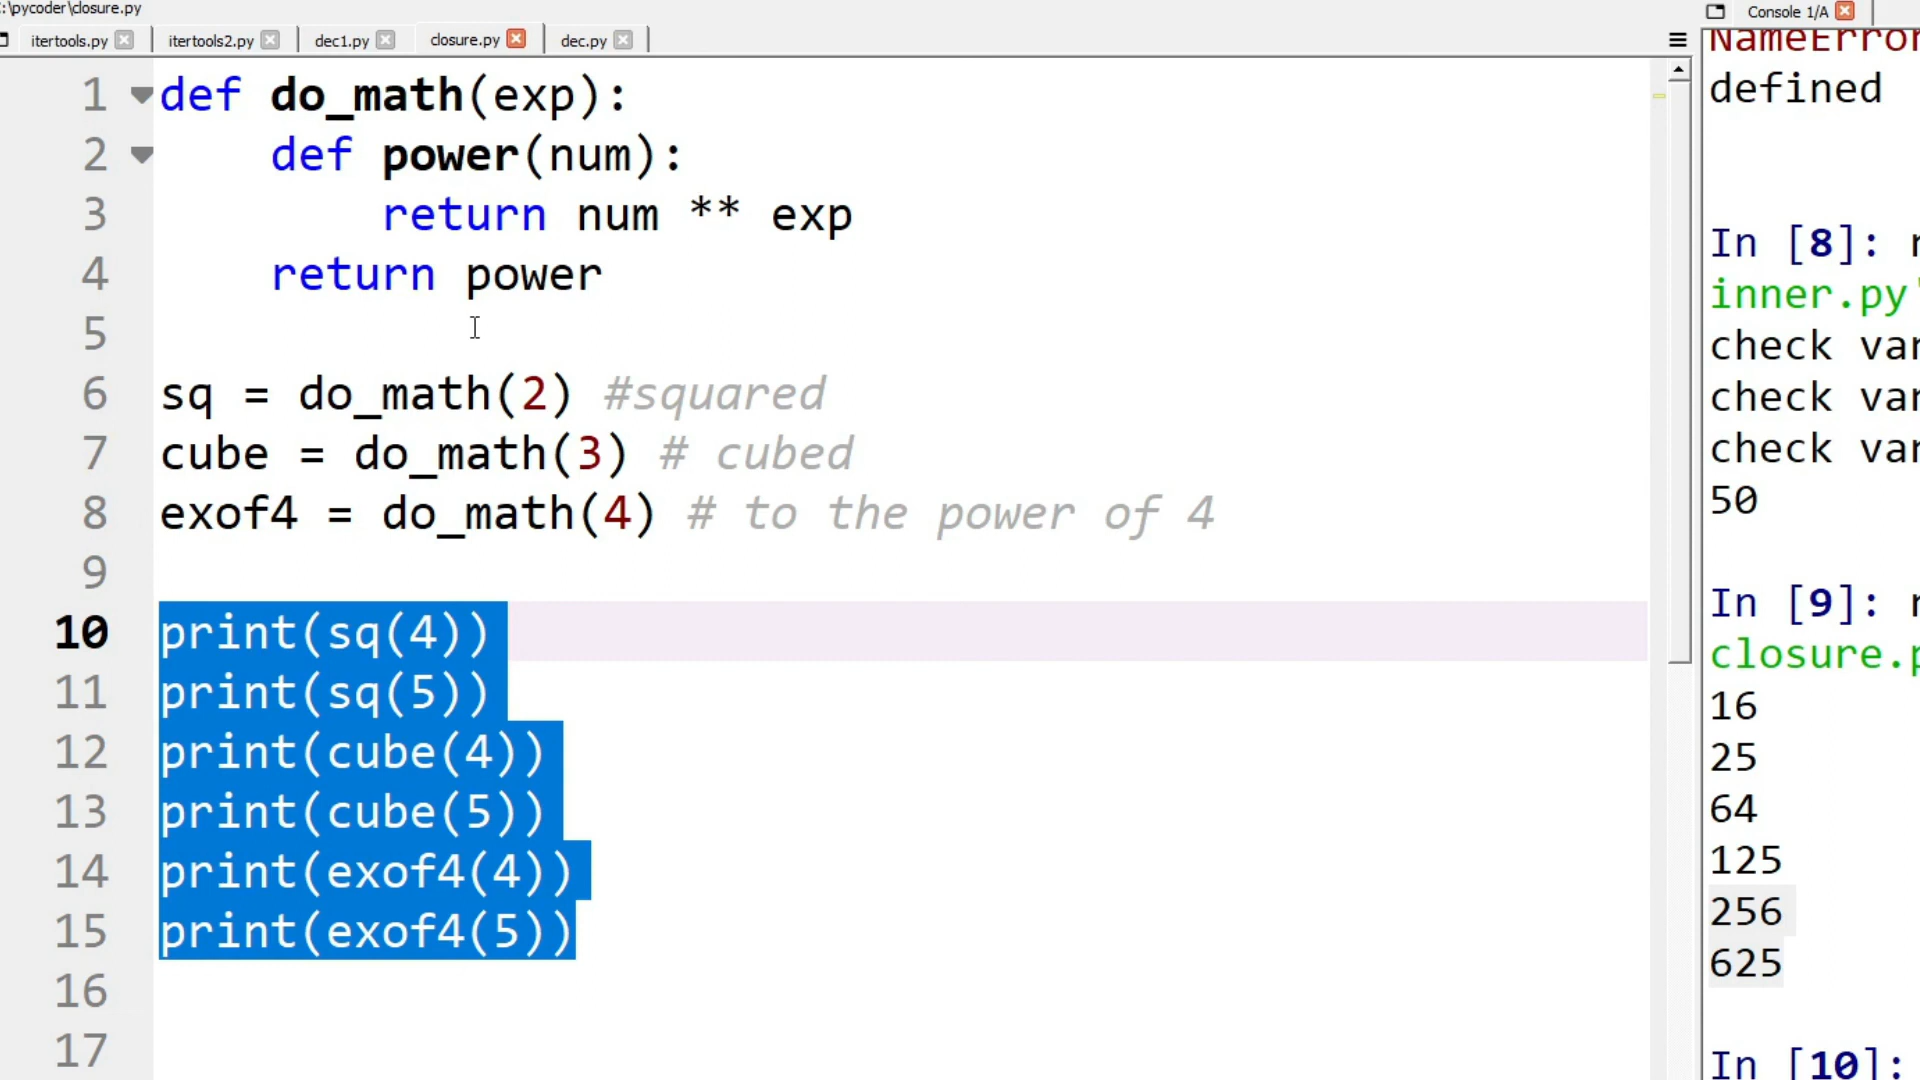 :\pycoder\closure.py
itertools.py
itertools2.py
dec1.py
closure.py
dec.py
1 def do_math(exp):
2 def power(num):
3 return num ** exp
4 return power
5
6 sq = do_math(2) #squared
7 cube = do_math(3) # cubed
8 exof4 = do_math(4) # to the power of 4
9
10 print(sq(4))
11 print(sq(5))
12 print(cube(4))
13 print(cube(5))
14 print(exof4(4))
15 print(exof4(5))
16
17
Console 1/A
NameError
defined
In [8]:
inner.py'
check var
check var
check var
50
In [9]:
closure.p
16
25
64
125
256
625
In [10]: